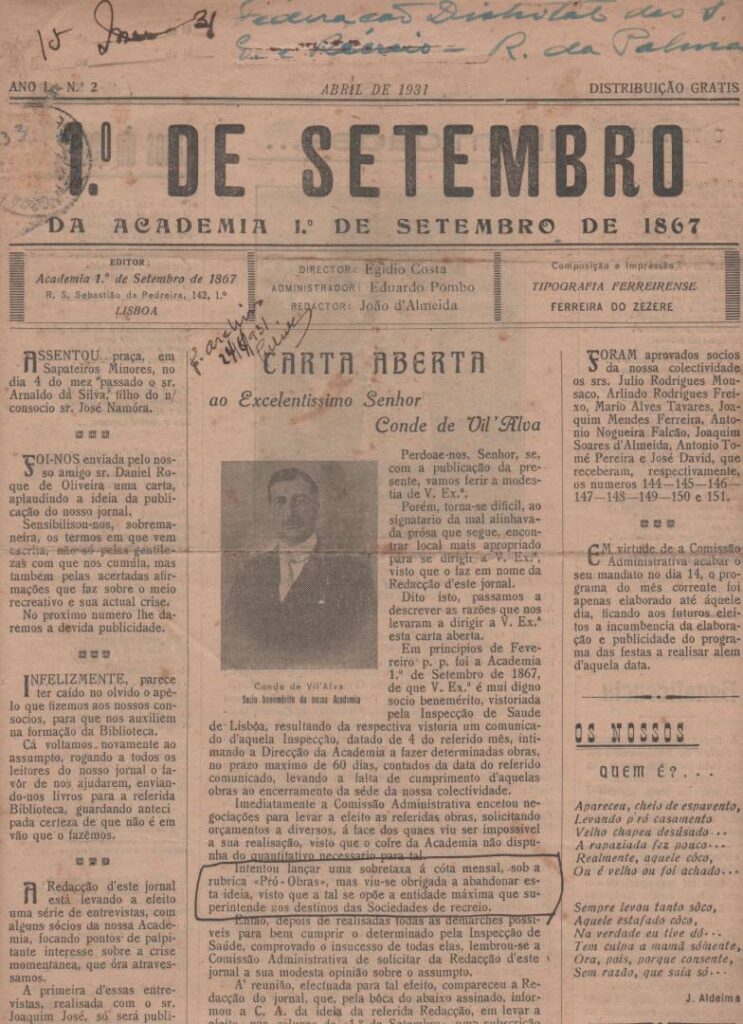 15
Federação Distrital das S.
E. e Recreio - R. da Palma
ANO I - N.º 2
ABRIL DE 1931
DISTRIBUIÇÃO GRATIS
1.º DE SETEMBRO
DA ACADEMIA 1.º DE SETEMBRO DE 1867
EDITOR:
Academia 1.º de Setembro de 1867
R. S. Sebastião da Pedreira, 142, 1.º
LISBOA
DIRECTOR: Egidio Costa
ADMINISTRADOR: Eduardo Pombo
REDACTOR: João d'Almeida
Composição e Impressão
TIPOGRAFIA FERREIRENSE
FERREIRA DO ZEZERE
ASSENTOU praça, em
Sapateiros Minores, no
dia 4 do mez passado o sr.
Arnaldo da Silva, filho do n/
consocio sr. José Namóra.
FOI-NOS enviada pelo nos-
so amigo sr. Daniel Ro-
que de Oliveira uma carta,
aplaudindo a ideia da publi-
cação do nosso jornal.
Sensibilisou-nos, sobrema-
neira, os termos em que vem
escrita, não só pelas gentile-
zas com que nos cumula, mas
tambem pelas acertadas afir-
mações que faz sobre o meio
recreativo e sua actual crise.
No proximo numero lhe da-
remos a devida publicidade.
INFELIZMENTE, parece
ter caído no olvido o apê-
lo que fizemos aos nossos con-
socios, para que nos auxiliem
na formação da Biblioteca.
Cá voltamos, novamente ao
assumpto, rogando a todos os
leitores do nosso jornal o fa-
vôr de nos ajudarem, envian-
do-nos livros para a referida
Biblioteca, guardando anteci
pada certeza de que não é em
vão que o fazêmos.
A Redacção d'este jornal
está levando a efeito
uma série de entrevistas, com
alguns sócios da nossa Acade-
mia, focando pontos de palpi-
tante interesse sobre a crise
momentanea, que óra atraves-
samos.
A primeira d'essas entre-
vistas, realisada com o sr.
Joaquim José, só será publi-
p.ª archivo
24/4/931
CARTA ABERTA
ao Excelentissimo Senhor
Conde de Vil'Alva
Conde de Vil'Alva
Socio benemérito da nossa Academia
Perdoae-nos, Senhor, se,
com a publicação da pre-
sente, vamos ferir a modes-
tia de V. Ex.ª.
Porém, torna-se dificil, ao
signatario da mal alinhava-
da prósa que segue, encon-
trar local mais apropriado
para se dirigir a V. Ex.ª,
visto que o faz em nome da
Redacção d'este jornal.
Dito isto, passamos a
descrever as razões que nos
levaram a dirigir a V. Ex.ª
esta carta aberta.
Em principios de Feve-
reiro p. p. foi a Academia
1.º de Setembro de 1867,
de que V. Ex.ª é mui digno
socio benemérito, vistoriada
pela Inspecção de Saude
de Lisbôa, resultando da respectiva vistoria um comunica-
do d'aquela Inspecção, datado de 4 do referido mês, inti-
mando a Direcção da Academia a fazer determinadas obras,
no prazo maximo de 60 dias, contados da data do referido
comunicado, levando a falta de cumprimento d'aquelas
obras ao encerramento da séde da nossa colectividade.
Imediatamente a Comissão Administrativa encetou ne-
gociações para levar a efeito as referidas obras, solicitando
orçamentos a diversos, á face dos quaes viu ser impossivel
a sua realisação, visto que o cofre da Academia não dispu-
nha do quantitativo necessario para tal.
Intentou lançar uma sobretaxa á cóta mensal, sob a
rubrica «Pró-Obras», mas viu-se obrigada a abandonar es-
ta ideia, visto que a tal se opõe a entidade máxima que su-
perintende aos destinos das Sociedades de recreio.
Então, depois de realisadas todas as démarches possi-
veis para bem cumprir o determinado pela Inspecção de
Saúde, comprovado o insucesso de todas elas, lembrou-se a
Comissão Administrativa de solicitar da Redacção d'este
jornal a sua modesta opinião sobre o assumpto.
A' reunião, efectuada para tal efeito, compareceu a Re-
dacção do jornal, que, pela bôca do abaixo assinado, infor-
mou a C. A. da ideia da referida Redacção, em levar a
FORAM aprovados socios
da nossa colectividade
os srs. Julio Rodrigues Mou-
saco, Arlindo Rodrigues Frei-
xo, Mario Alves Tavares, Joa-
quim Mendes Ferreira, Anto-
nio Nogueira Falcão, Joaquim
Soares d'Almeida, Antonio To-
mé Pereira e José David, que
receberam, respectivamente,
os numeros 144—145—146—
147—148—149—150 e 151.
EM virtude de a Comissão
Administrativa acabar o
seu mandato no dia 14, o pro-
grama do mês corrente foi
apenas elaborado até áquele
dia, ficando aos futuros elei-
tos a incumbencia da elabora-
ção e publicidade do programa
das festas a realisar alem
d'aquela data.
OS NOSSOS
QUEM É?...
Apareceu, cheio de espavento,
Levando p'ró casamento
Velho chapeu desúsado...
A rapaziada fez pouco...
Realmente, aquele côco,
Ou é velho ou foi achado...
Sempre levou tanto sôco,
Aquele estafado côco,
Na verdade eu tive dó...
Tem culpa a mamã sómente,
Ora, pois, porque consente,
Sem razão, que saia só...
J. Aldeima